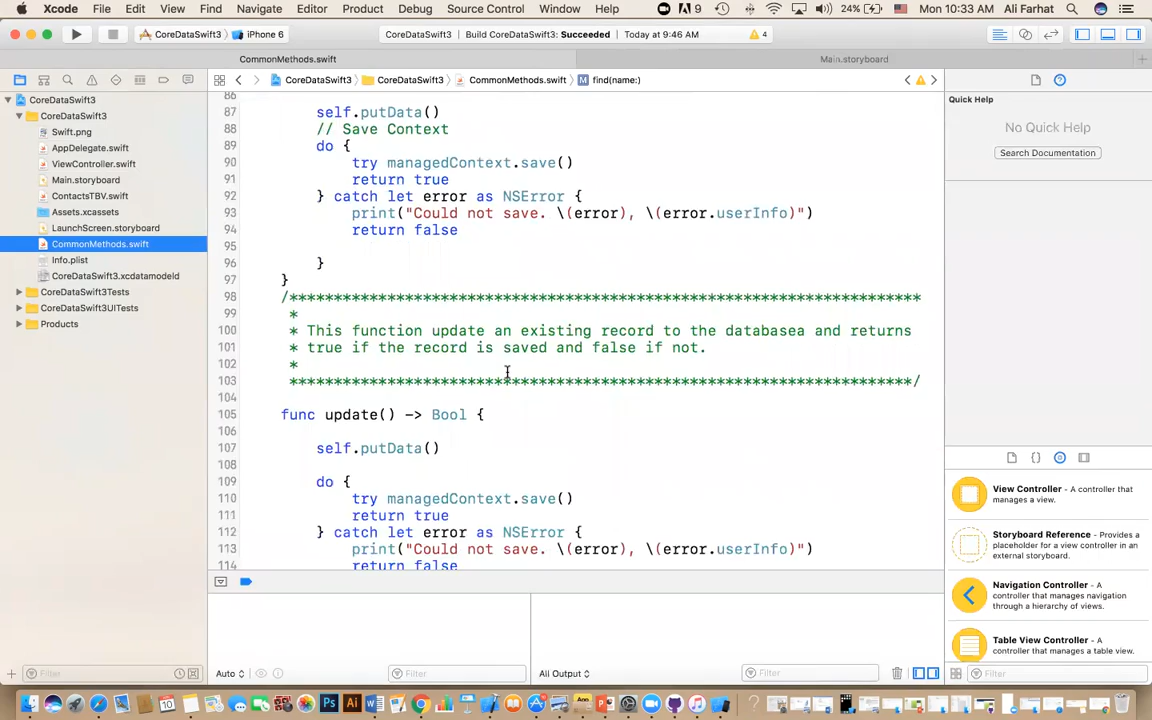 Xcode File Edit View Find Navigate Editor Product Debug Source Control Window Help 9 24% Mon 10:33 AM Ali Farhat
CoreDataSwift3 iPhone 6 CoreDataSwift3 Build CoreDataSwift3: Succeeded Today at 9:46 AM 4
CommonMethods.swift Main.storyboard +
CoreDataSwift3 CoreDataSwift3 CommonMethods.swift M find(name:)
CoreDataSwift3
CoreDataSwift3
Swift.png
AppDelegate.swift
ViewController.swift
Main.storyboard
ContactsTBV.swift
Assets.xcassets
LaunchScreen.storyboard
CommonMethods.swift
Info.plist
CoreDataSwift3.xcdatamodeld
CoreDataSwift3Tests
CoreDataSwift3UITests
Products
86
87 self.putData()
88 // Save Context
89 do {
90 try managedContext.save()
91 return true
92 } catch let error as NSError {
93 print("Could not save. \(error), \(error.userInfo)")
94 return false
95
96 }
97 }
98 /***********************************************************************
99 *
100 * This function update an existing record to the databasea and returns
101 * true if the record is saved and false if not.
102 *
103 ***********************************************************************/
104
105 func update() -> Bool {
106
107 self.putData()
108
109 do {
110 try managedContext.save()
111 return true
112 } catch let error as NSError {
113 print("Could not save. \(error), \(error.userInfo)")
114 return false
Quick Help
No Quick Help
Search Documentation
{ }
View Controller - A controller that
manages a view.
Storyboard Reference - Provides a
placeholder for a view controller in an
external storyboard.
Navigation Controller - A
controller that manages navigation
through a hierarchy of views.
Table View Controller - A
controller that manages a table view.
+ Filter Auto Filter All Output Filter Filter
10 Ps Ai